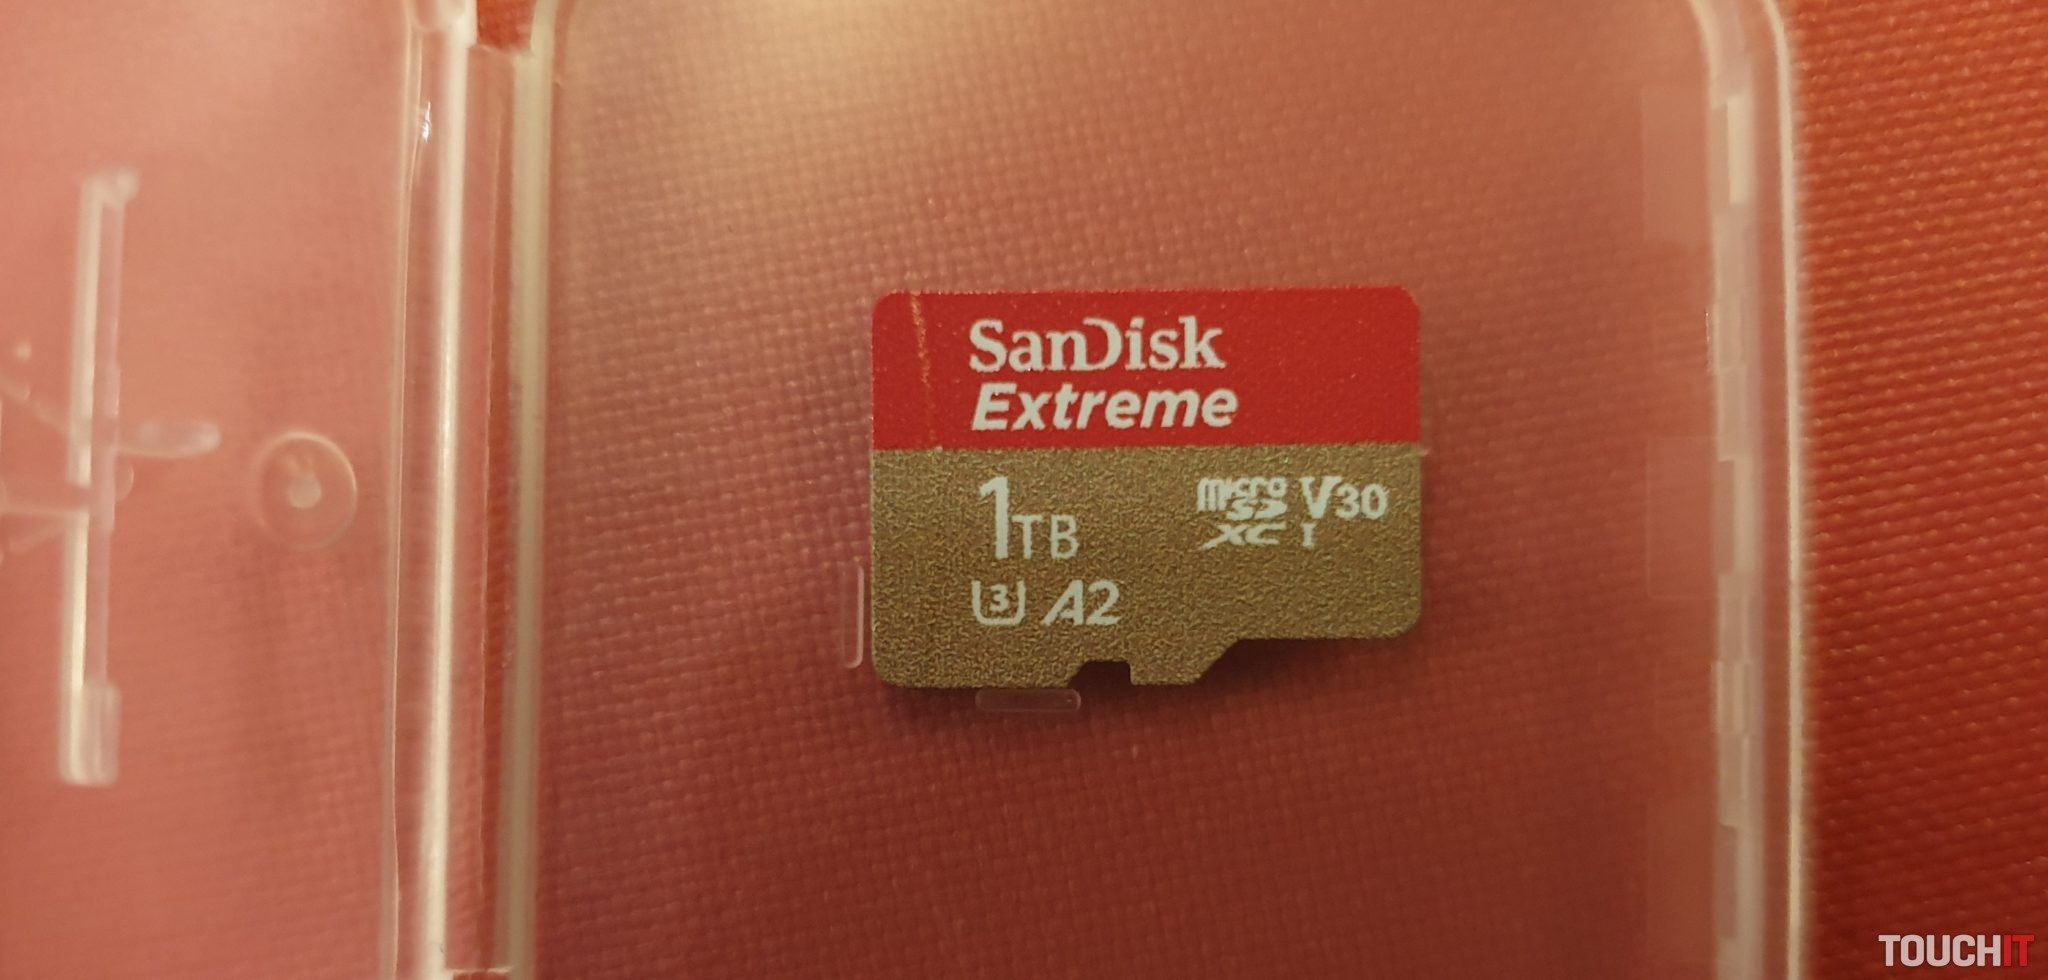 SanDisk
Extreme
1TB
micro SD XC I V30
3 A2
TOUCHIT